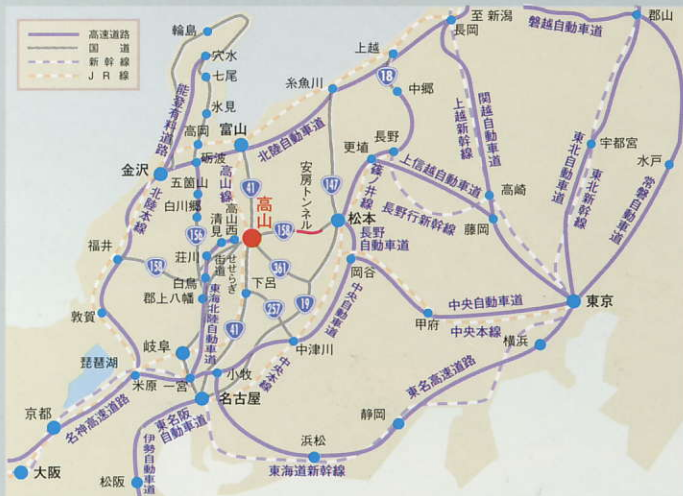 高速道路
国道
新幹線
JR線
輪島
穴水
七尾
氷見
能登有料道路
高岡
富山
金沢
砺波
五箇山
白川郷
北陸本線
北陸自動車道
高山線
41
156
高山
高山西
清見
荘川
せせらぎ
街道
福井
158
白鳥
郡上八幡
東海北陸自動車道
敦賀
琵琶湖
岐阜
米原
一宮
小牧
名古屋
京都
名神高速道路
大阪
東名阪
自動車道
伊勢自動車道
松阪
下呂
257
41
19
361
中津川
中央本線
中央自動車道
158
安房トンネル
147
松本
糸魚川
上越
18
中郷
長野
更埴
篠ノ井線
長野
自動車道
岡谷
上信越自動車道
長野行新幹線
至新潟
長岡
上越新幹線
関越自動車道
高崎
藤岡
磐越自動車道
郡山
宇都宮
東北自動車道
東北新幹線
水戸
常磐自動車道
東京
中央自動車道
甲府
中央本線
横浜
東名高速道路
静岡
浜松
東海道新幹線